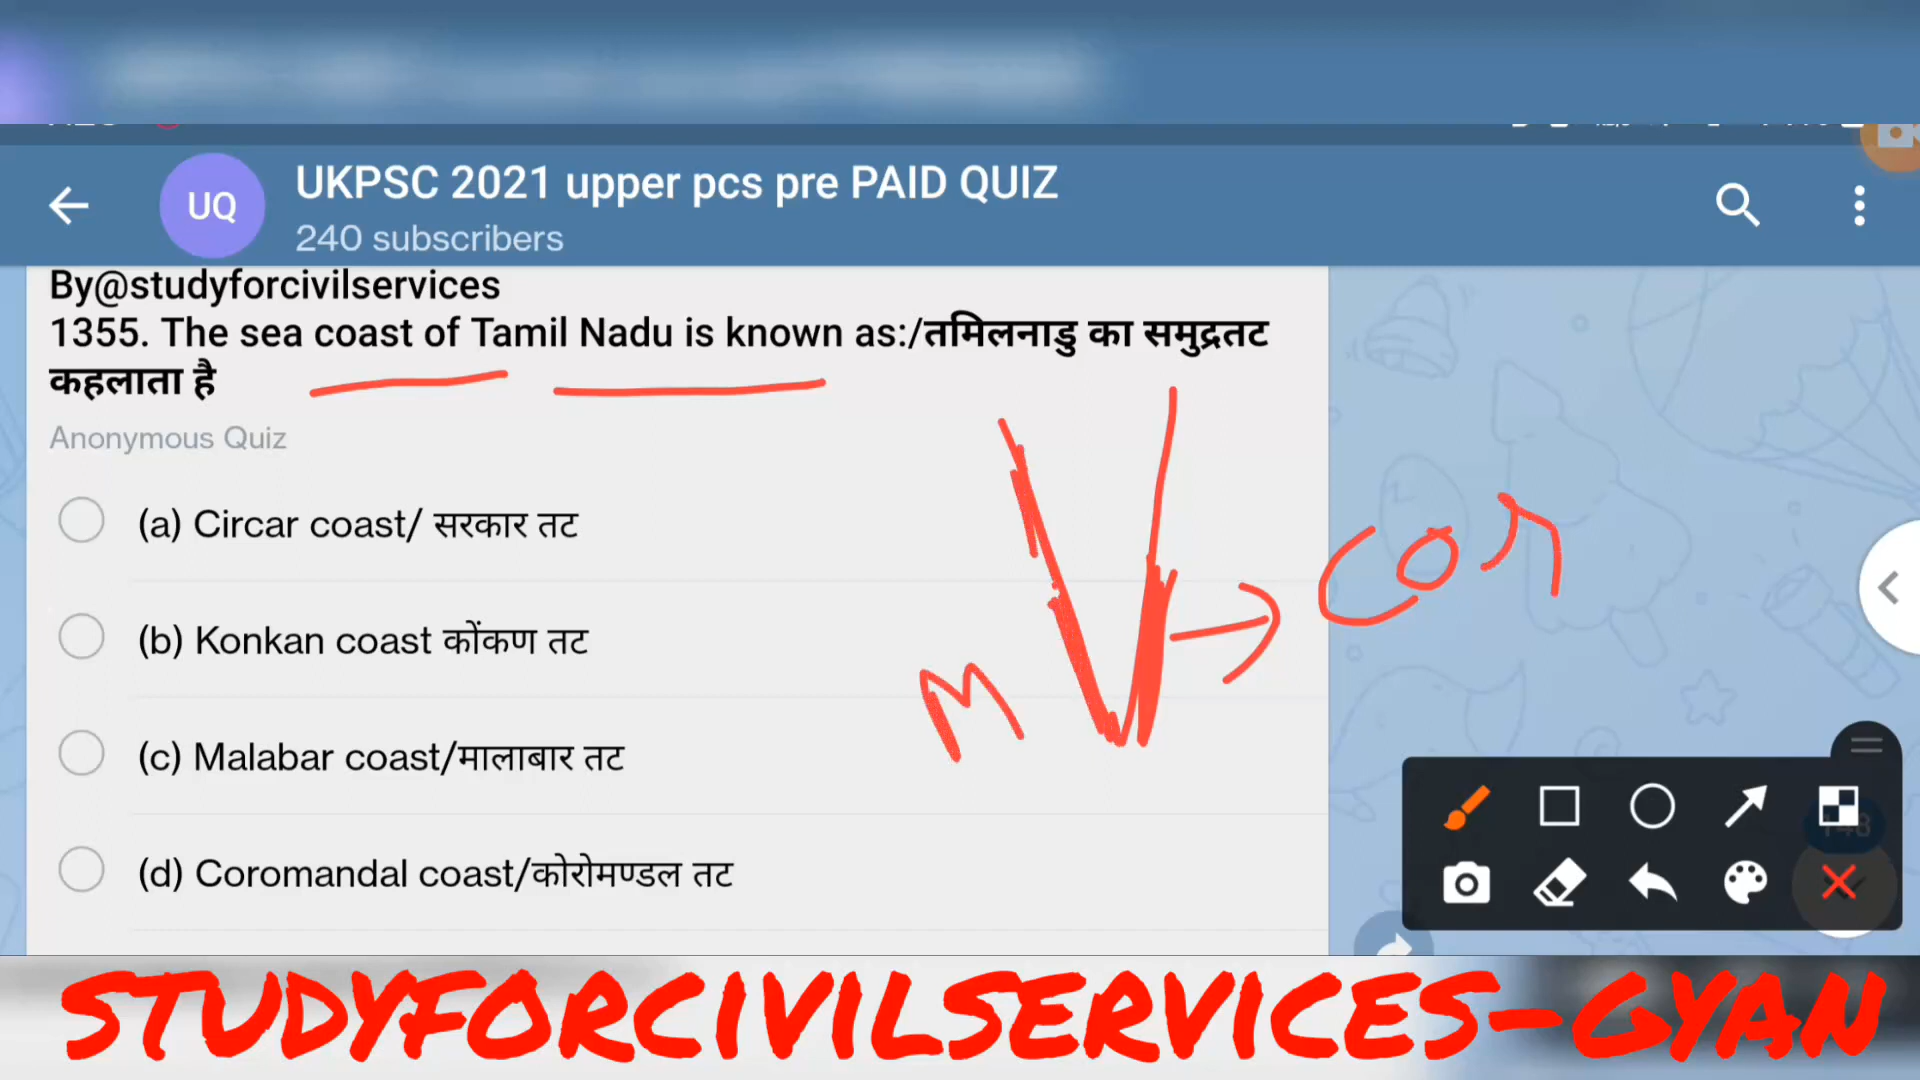 UQ
UKPSC 2021 upper pcs pre PAID QUIZ
240 subscribers
By@studyforcivilservices
1355. The sea coast of Tamil Nadu is known as:/तमिलनाडु का समुद्रतट
कहलाता है
Anonymous Quiz
(a) Circar coast/ सरकार तट
(b) Konkan coast कोंकण तट
(c) Malabar coast/मालाबार तट
(d) Coromandal coast/कोरोमण्डल तट
M
Cor
STUDYFORCIVILSERVICES-GYAN